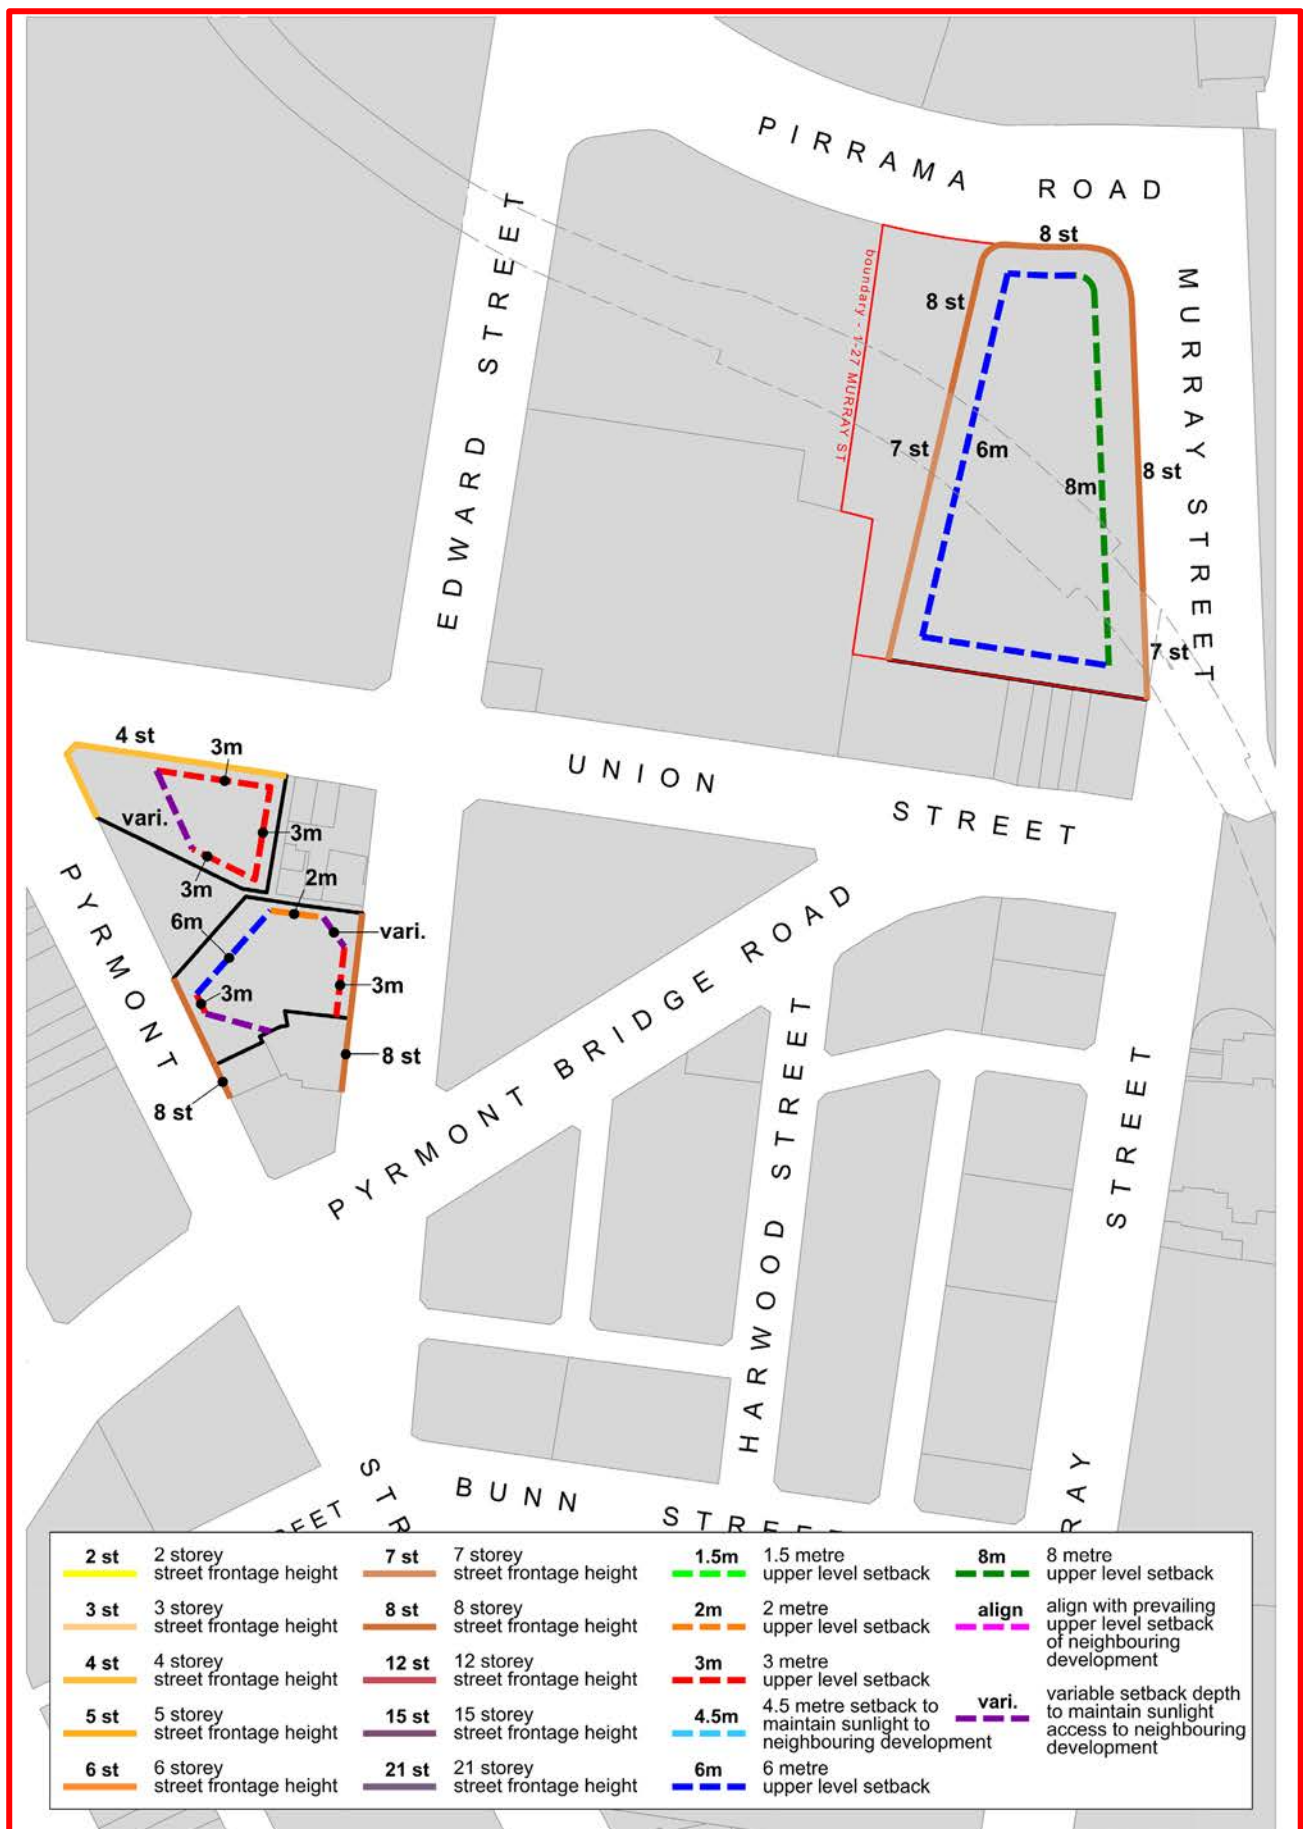 PIRRAMA ROAD
8 st
EDWARD STREET
boundary - 1-27 MURRAY ST
8 st
MURRAY STREET
7 st
6m
8m
8 st
7 st
4 st
3m
UNION STREET
vari.
3m
3m
2m
PYRMONT
6m
vari.
3m
3m
8 st
8 st
PYRMONT BRIDGE ROAD
HARWOOD STREET
STREET
RAY
STR
BUNN STREE
EET
2 st 2 storey
street frontage height
3 st 3 storey
street frontage height
4 st 4 storey
street frontage height
5 st 5 storey
street frontage height
6 st 6 storey
street frontage height
7 st 7 storey
street frontage height
8 st 8 storey
street frontage height
12 st 12 storey
street frontage height
15 st 15 storey
street frontage height
21 st 21 storey
street frontage height
1.5m 1.5 metre
upper level setback
2m 2 metre
upper level setback
3m 3 metre
upper level setback
4.5m 4.5 metre setback to
maintain sunlight to
neighbouring development
6m 6 metre
upper level setback
8m 8 metre
upper level setback
align align with prevailing
upper level setback
of neighbouring
development
vari. variable setback depth
to maintain sunlight
access to neighbouring
development